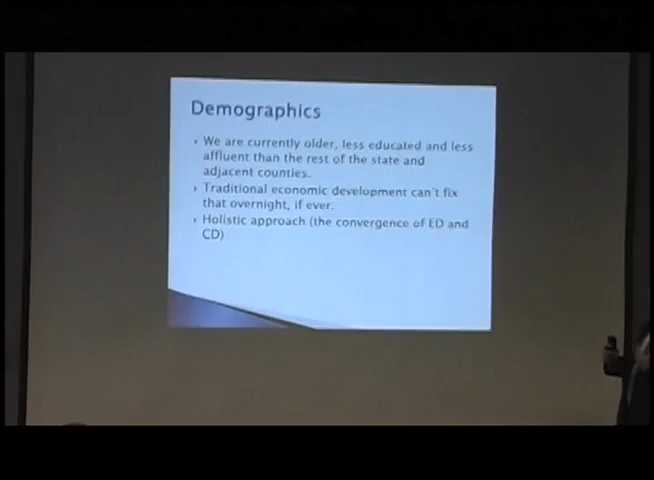 Demographics
We are currently older, less educated and less
affluent than the rest of the state and
adjacent counties.
Traditional economic development can't fix
that overnight, if ever.
Holistic approach (the convergence of ED and
CD)